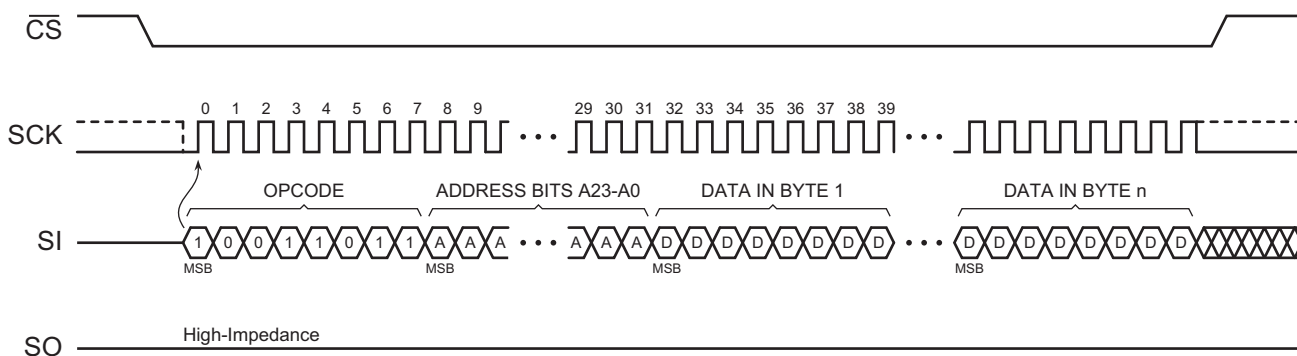 CS
0 1 2 3 4 5 6 7 8 9 29 30 31 32 33 34 35 36 37 38 39
SCK
OPCODE ADDRESS BITS A23-A0 DATA IN BYTE 1 DATA IN BYTE n
SI 1 0 0 1 1 0 1 1 A A A A A A D D D D D D D D D D D D D D D D
MSB MSB MSB MSB
High-Impedance
SO